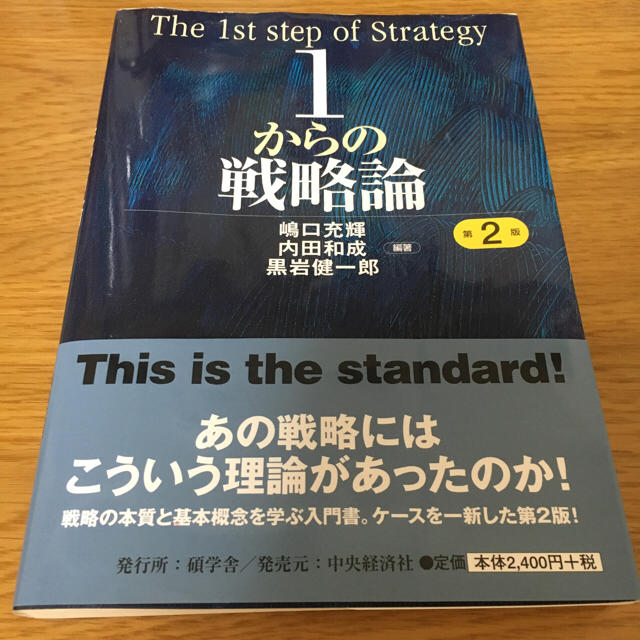 The 1st step of Strategy
1
からの
戦略論
嶋口充輝
内田和成
黒岩健一郎
編著
第2版
This is the standard!
あの戦略には
こういう理論があったのか!
戦略の本質と基本概念を学ぶ入門書。ケースを一新した第2版!
発行所:碩学舎/発売元:中央経済社 ●定価 本体2,400円+税